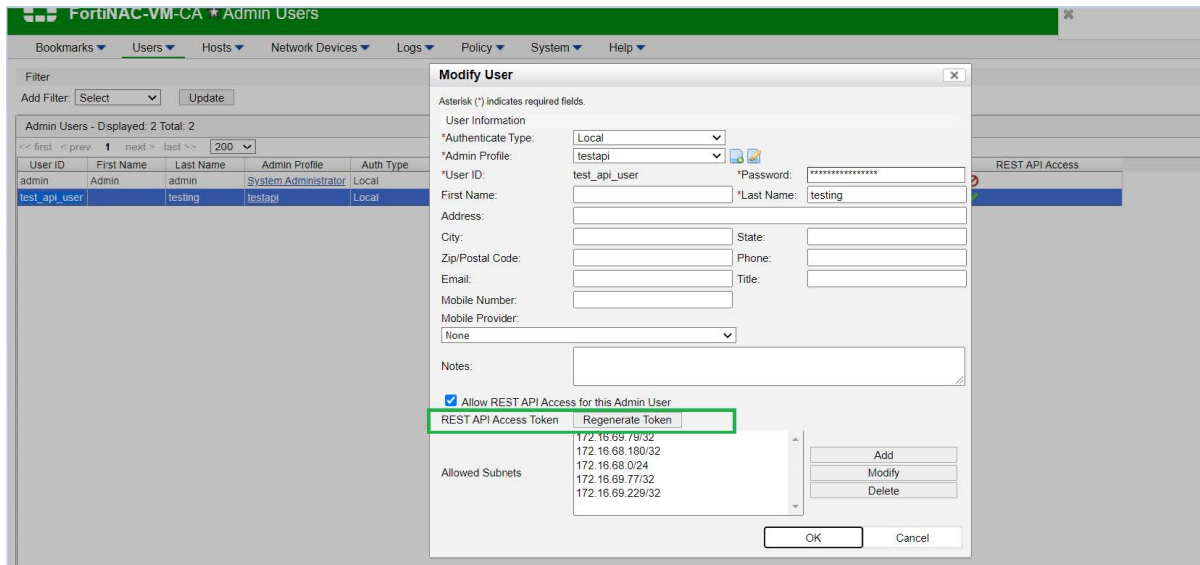 FortiNAC-VM-CA ★ Admin Users
Bookmarks Users Hosts Network Devices Logs Policy System Help
Filter
Add Filter: Select Update
Admin Users - Displayed: 2 Total: 2
<< first < prev 1 next > last >> 200
User ID First Name Last Name Admin Profile Auth Type REST API Access
admin Admin admin System Administrator Local
test_api_user testing testapi Local
Modify User
Asterisk (*) indicates required fields.
User Information
*Authenticate Type: Local
*Admin Profile: testapi
*User ID: test_api_user *Password: ****************
First Name: *Last Name: testing
Address:
City: State:
Zip/Postal Code: Phone:
Email: Title:
Mobile Number:
Mobile Provider:
None
Notes:
Allow REST API Access for this Admin User
REST API Access Token Regenerate Token
172.16.69.79/32
172.16.68.180/32
172.16.68.0/24
172.16.69.77/32
172.16.69.229/32
Allowed Subnets
Add
Modify
Delete
OK Cancel